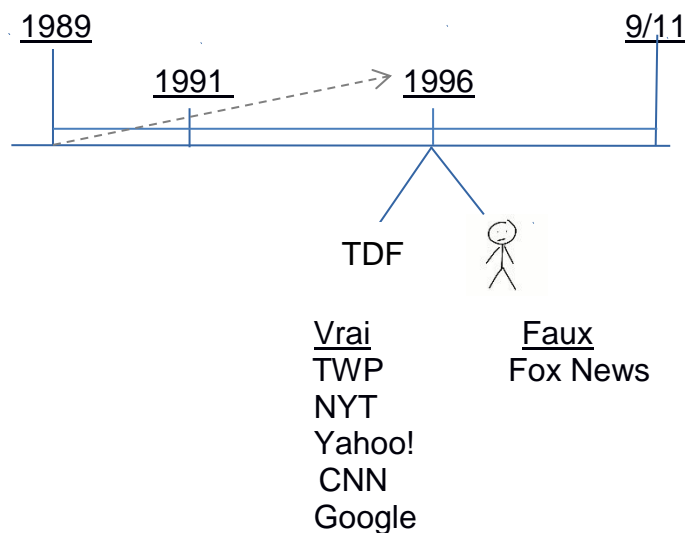 1989
9/11
1991
1996
TDF
Vrai
Faux
TWP
Fox News
NYT
Yahoo!
CNN
Google